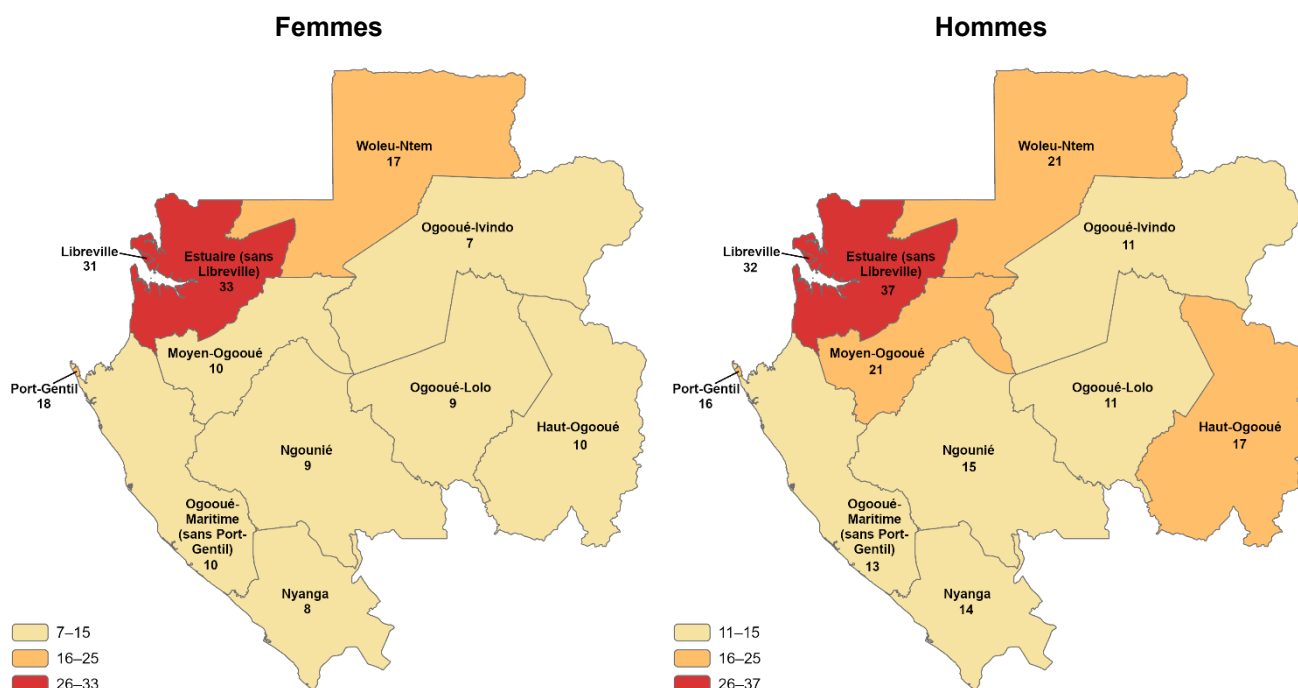 Femmes
Woleu-Ntem
17
Ogooué-Ivindo
7
Libreville
31
Estuaire (sans
Libreville)
33
Moyen-Ogooué
10
Port-Gentil
18
Ogooué-Lolo
9
Haut-Ogooué
10
Ngounié
9
Ogooué-
Maritime
(sans Port-
Gentil)
10
Nyanga
8
7–15
16–25
26–33
Hommes
Woleu-Ntem
21
Ogooué-Ivindo
11
Libreville
32
Estuaire (sans
Libreville)
37
Moyen-Ogooué
21
Port-Gentil
16
Ogooué-Lolo
11
Haut-Ogooué
17
Ngounié
15
Ogooué-
Maritime
(sans Port-
Gentil)
13
Nyanga
14
11–15
16–25
26–37